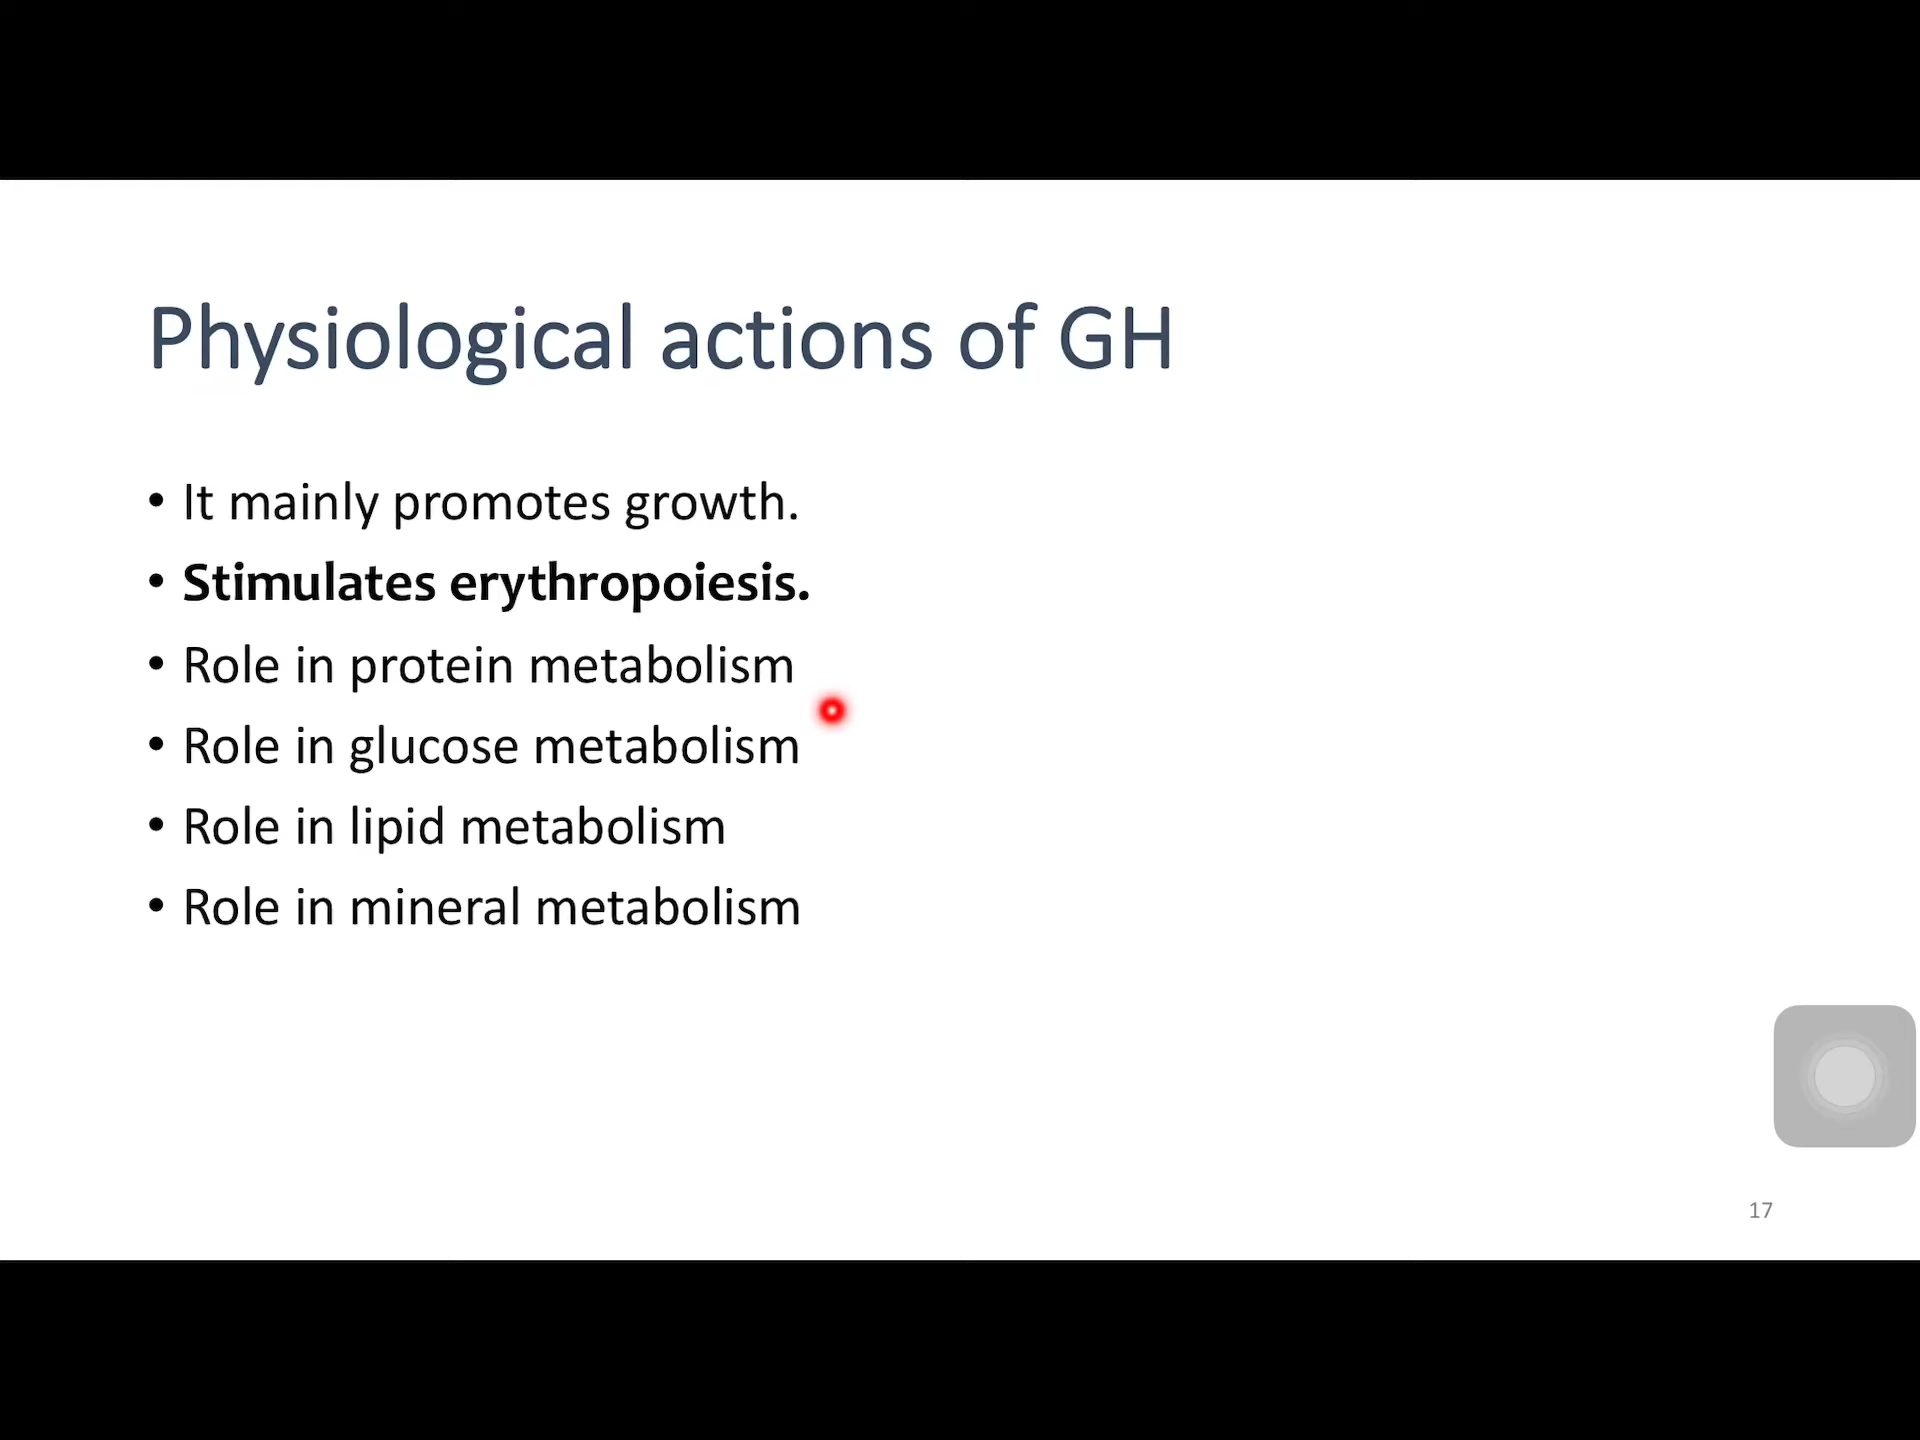 Physiological actions of GH
• It mainly promotes growth.
• Stimulates erythropoiesis.
• Role in protein metabolism
• Role in glucose metabolism
• Role in lipid metabolism
• Role in mineral metabolism
17